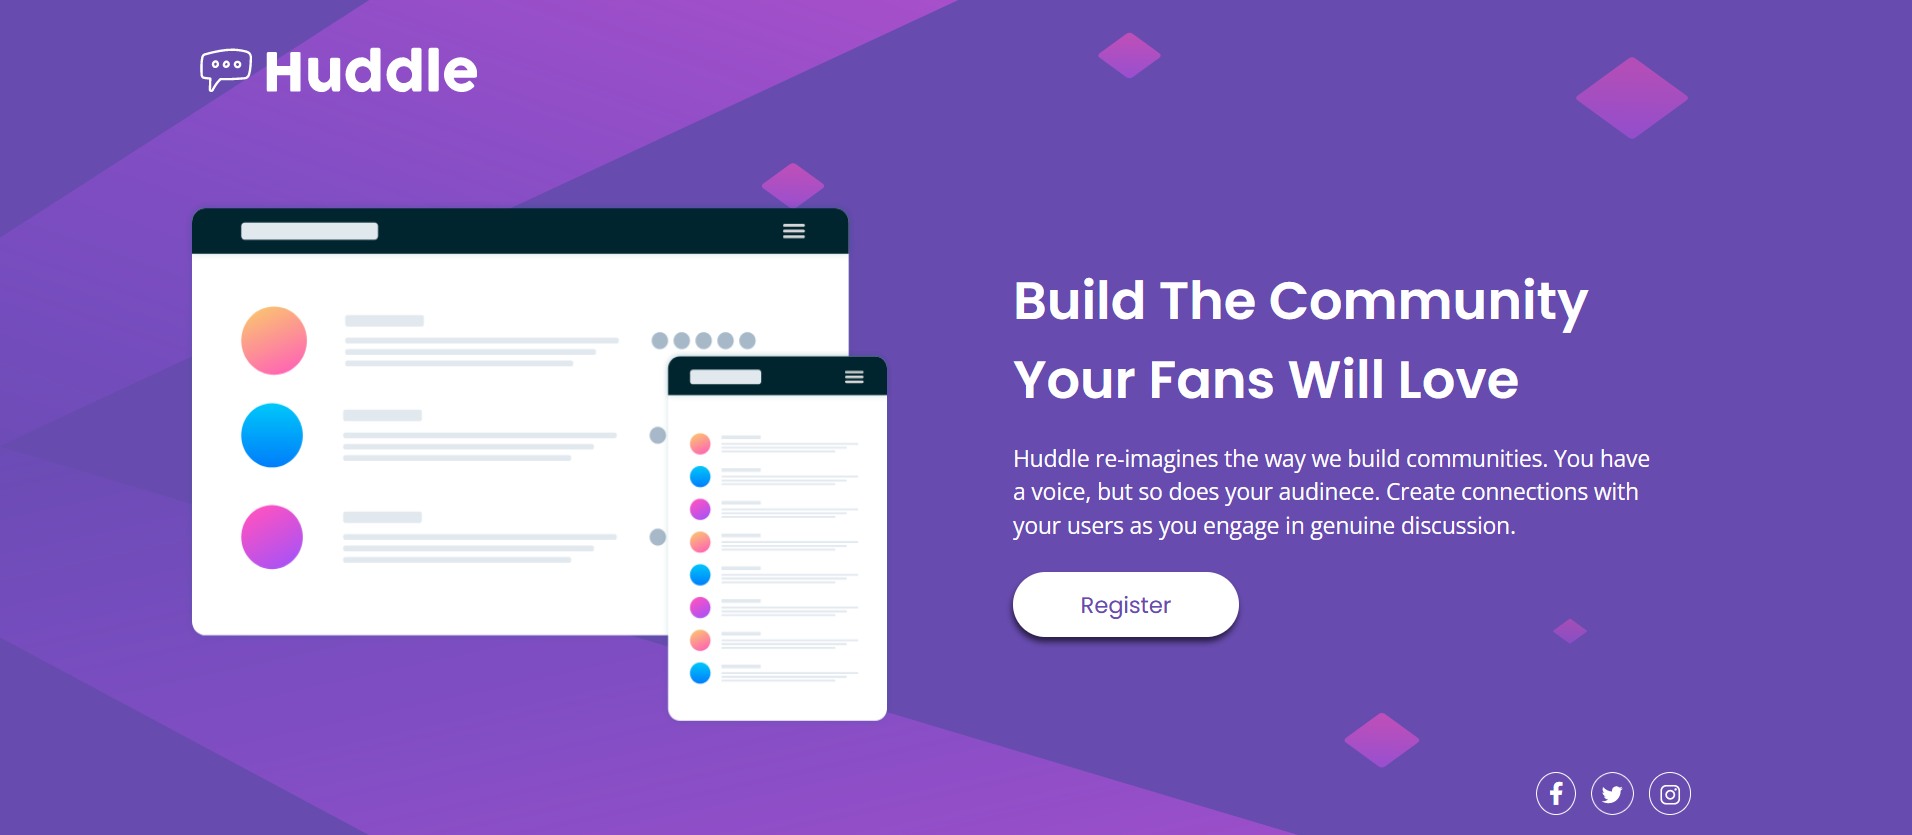 Huddle
Build The Community
Your Fans Will Love
Huddle re-imagines the way we build communities. You have
a voice, but so does your audinece. Create connections with
your users as you engage in genuine discussion.
Register